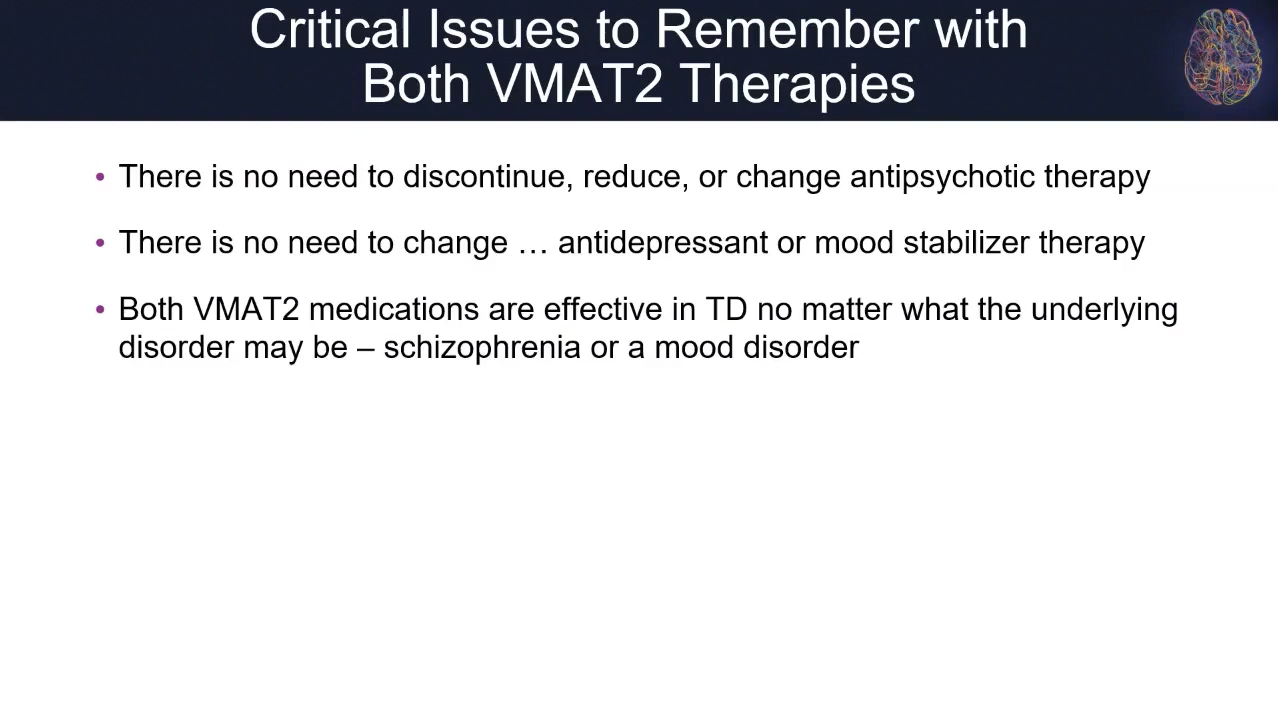 Critical Issues to Remember with
Both VMAT2 Therapies
• There is no need to discontinue, reduce, or change antipsychotic therapy
• There is no need to change … antidepressant or mood stabilizer therapy
• Both VMAT2 medications are effective in TD no matter what the underlying
disorder may be – schizophrenia or a mood disorder